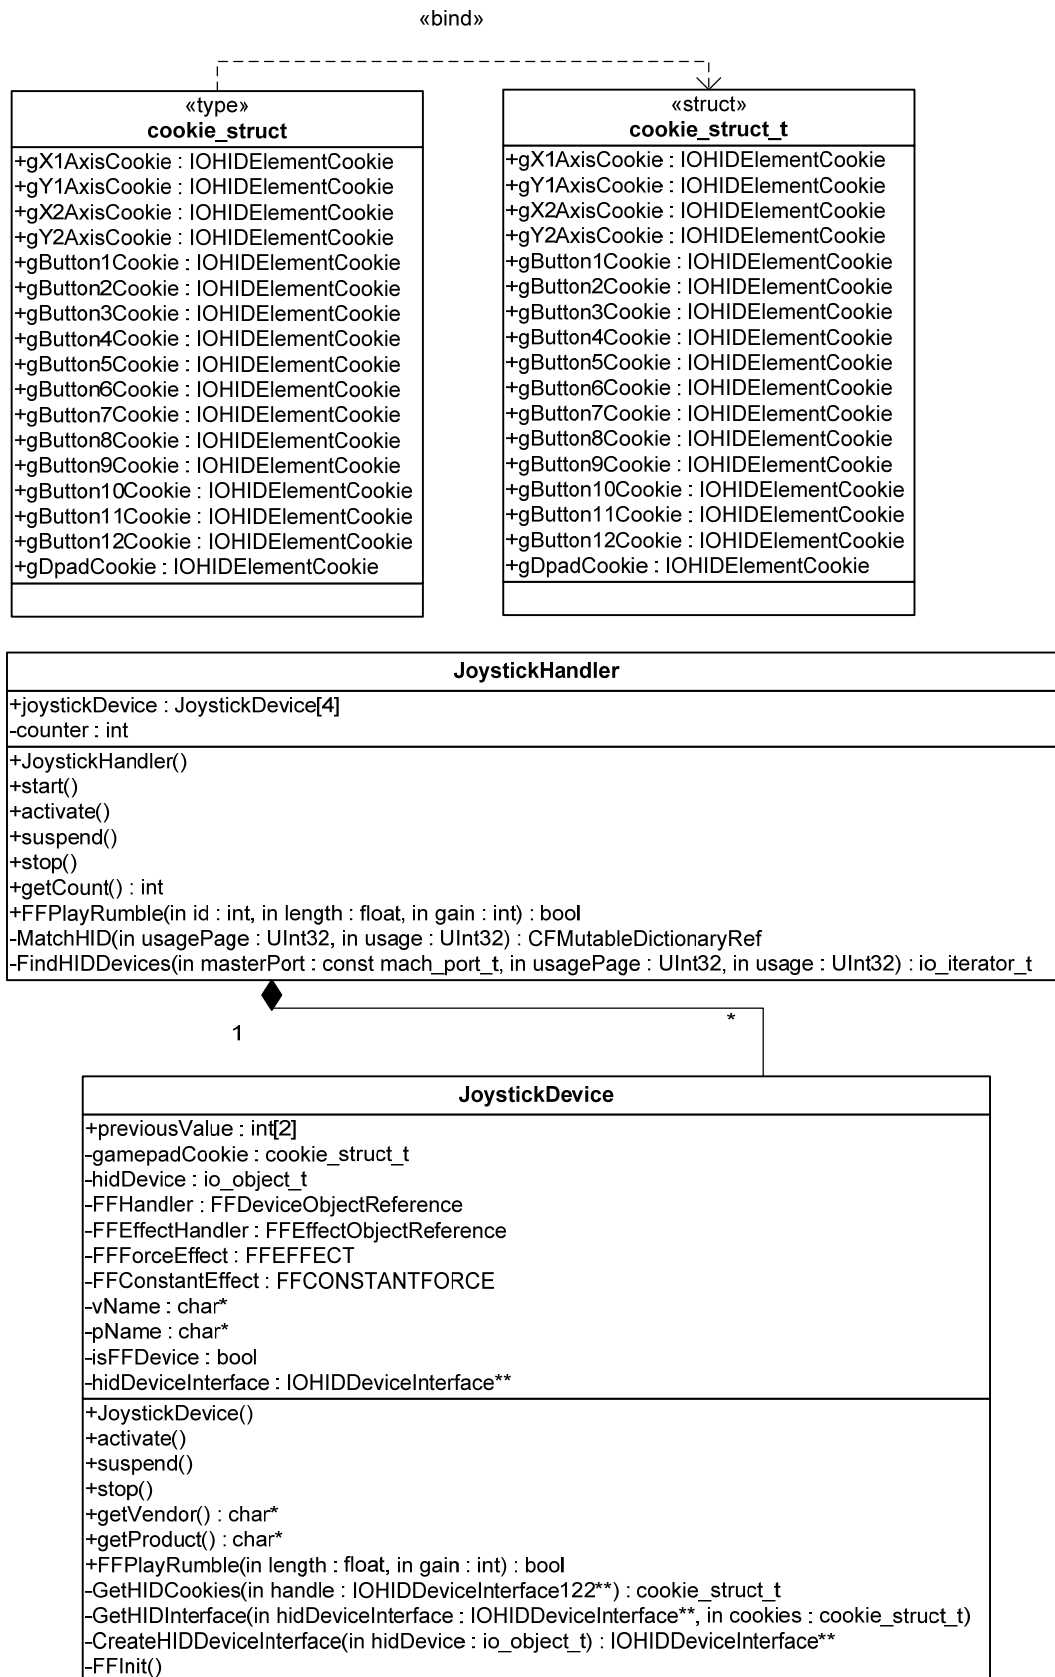 «bind»
«type»
cookie_struct
+gX1AxisCookie : IOHIDElementCookie
+gY1AxisCookie : IOHIDElementCookie
+gX2AxisCookie : IOHIDElementCookie
+gY2AxisCookie : IOHIDElementCookie
+gButton1Cookie : IOHIDElementCookie
+gButton2Cookie : IOHIDElementCookie
+gButton3Cookie : IOHIDElementCookie
+gButton4Cookie : IOHIDElementCookie
+gButton5Cookie : IOHIDElementCookie
+gButton6Cookie : IOHIDElementCookie
+gButton7Cookie : IOHIDElementCookie
+gButton8Cookie : IOHIDElementCookie
+gButton9Cookie : IOHIDElementCookie
+gButton10Cookie : IOHIDElementCookie
+gButton11Cookie : IOHIDElementCookie
+gButton12Cookie : IOHIDElementCookie
+gDpadCookie : IOHIDElementCookie
«struct»
cookie_struct_t
+gX1AxisCookie : IOHIDElementCookie
+gY1AxisCookie : IOHIDElementCookie
+gX2AxisCookie : IOHIDElementCookie
+gY2AxisCookie : IOHIDElementCookie
+gButton1Cookie : IOHIDElementCookie
+gButton2Cookie : IOHIDElementCookie
+gButton3Cookie : IOHIDElementCookie
+gButton4Cookie : IOHIDElementCookie
+gButton5Cookie : IOHIDElementCookie
+gButton6Cookie : IOHIDElementCookie
+gButton7Cookie : IOHIDElementCookie
+gButton8Cookie : IOHIDElementCookie
+gButton9Cookie : IOHIDElementCookie
+gButton10Cookie : IOHIDElementCookie
+gButton11Cookie : IOHIDElementCookie
+gButton12Cookie : IOHIDElementCookie
+gDpadCookie : IOHIDElementCookie
JoystickHandler
+joystickDevice : JoystickDevice[4]
-counter : int
+JoystickHandler()
+start()
+activate()
+suspend()
+stop()
+getCount() : int
+FFPlayRumble(in id : int, in length : float, in gain : int) : bool
-MatchHID(in usagePage : UInt32, in usage : UInt32) : CFMutableDictionaryRef
-FindHIDDevices(in masterPort : const mach_port_t, in usagePage : UInt32, in usage : UInt32) : io_iterator_t
1
*
JoystickDevice
+previousValue : int[2]
-gamepadCookie : cookie_struct_t
-hidDevice : io_object_t
-FFHandler : FFDeviceObjectReference
-FFEffectHandler : FFEffectObjectReference
-FFForceEffect : FFEFFECT
-FFConstantEffect : FFCONSTANTFORCE
-vName : char*
-pName : char*
-isFFDevice : bool
-hidDeviceInterface : IOHIDDeviceInterface**
+JoystickDevice()
+activate()
+suspend()
+stop()
+getVendor() : char*
+getProduct() : char*
+FFPlayRumble(in length : float, in gain : int) : bool
-GetHIDCookies(in handle : IOHIDDeviceInterface122**) : cookie_struct_t
-GetHIDInterface(in hidDeviceInterface : IOHIDDeviceInterface**, in cookies : cookie_struct_t)
-CreateHIDDeviceInterface(in hidDevice : io_object_t) : IOHIDDeviceInterface**
-FFInit()